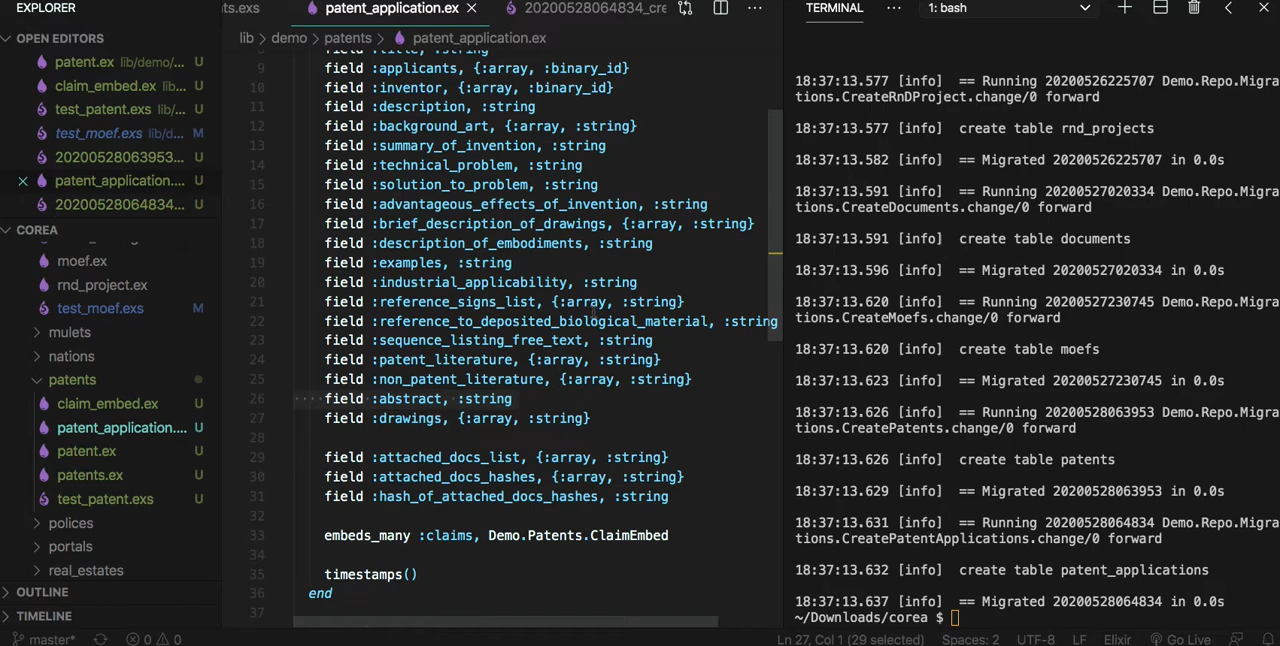 EXPLORER
OPEN EDITORS
patent.ex lib/demo/... U
claim_embed.ex lib... U
test_patent.exs lib/... U
test_moef.exs lib/d... M
20200528063953... U
patent_application.... U
20200528064834... U
COREA
moef.ex
rnd_project.ex
test_moef.exs M
mulets
nations
patents
claim_embed.ex U
patent_application.... U
patent.ex U
patents.ex U
test_patent.exs U
polices
portals
real_estates
OUTLINE
TIMELINE
ts.exs
patent_application.ex
20200528064834_cre
lib > demo > patents > patent_application.ex
field :title, :string
9 field :applicants, {:array, :binary_id}
10 field :inventor, {:array, :binary_id}
11 field :description, :string
12 field :background_art, {:array, :string}
13 field :summary_of_invention, :string
14 field :technical_problem, :string
15 field :solution_to_problem, :string
16 field :advantageous_effects_of_invention, :string
17 field :brief_description_of_drawings, {:array, :string}
18 field :description_of_embodiments, :string
19 field :examples, :string
20 field :industrial_applicability, :string
21 field :reference_signs_list, {:array, :string}
22 field :reference_to_deposited_biological_material, :string
23 field :sequence_listing_free_text, :string
24 field :patent_literature, {:array, :string}
25 field :non_patent_literature, {:array, :string}
26 field :abstract, :string
27 field :drawings, {:array, :string}
28
29 field :attached_docs_list, {:array, :string}
30 field :attached_docs_hashes, {:array, :string}
31 field :hash_of_attached_docs_hashes, :string
32
33 embeds_many :claims, Demo.Patents.ClaimEmbed
34
35 timestamps()
36 end
37
TERMINAL ... 1: bash
18:37:13.577 [info] == Running 20200526225707 Demo.Repo.Migra
tions.CreateRnDProject.change/0 forward
18:37:13.577 [info] create table rnd_projects
18:37:13.582 [info] == Migrated 20200526225707 in 0.0s
18:37:13.591 [info] == Running 20200527020334 Demo.Repo.Migra
tions.CreateDocuments.change/0 forward
18:37:13.591 [info] create table documents
18:37:13.596 [info] == Migrated 20200527020334 in 0.0s
18:37:13.620 [info] == Running 20200527230745 Demo.Repo.Migra
tions.CreateMoefs.change/0 forward
18:37:13.620 [info] create table moefs
18:37:13.623 [info] == Migrated 20200527230745 in 0.0s
18:37:13.626 [info] == Running 20200528063953 Demo.Repo.Migra
tions.CreatePatents.change/0 forward
18:37:13.626 [info] create table patents
18:37:13.629 [info] == Migrated 20200528063953 in 0.0s
18:37:13.631 [info] == Running 20200528064834 Demo.Repo.Migra
tions.CreatePatentApplications.change/0 forward
18:37:13.632 [info] create table patent_applications
18:37:13.637 [info] == Migrated 20200528064834 in 0.0s
~/Downloads/corea $
master* 0 0 Ln 27, Col 1 (29 selected) Spaces: 2 UTF-8 LF Elixir Go Live